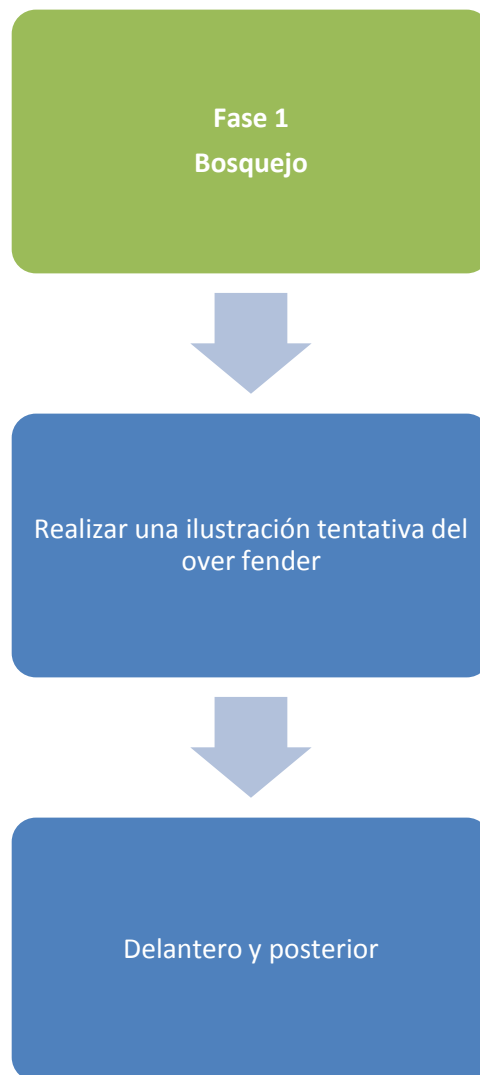 Fase 1
Bosquejo
Realizar una ilustración tentativa del
over fender
Delantero y posterior